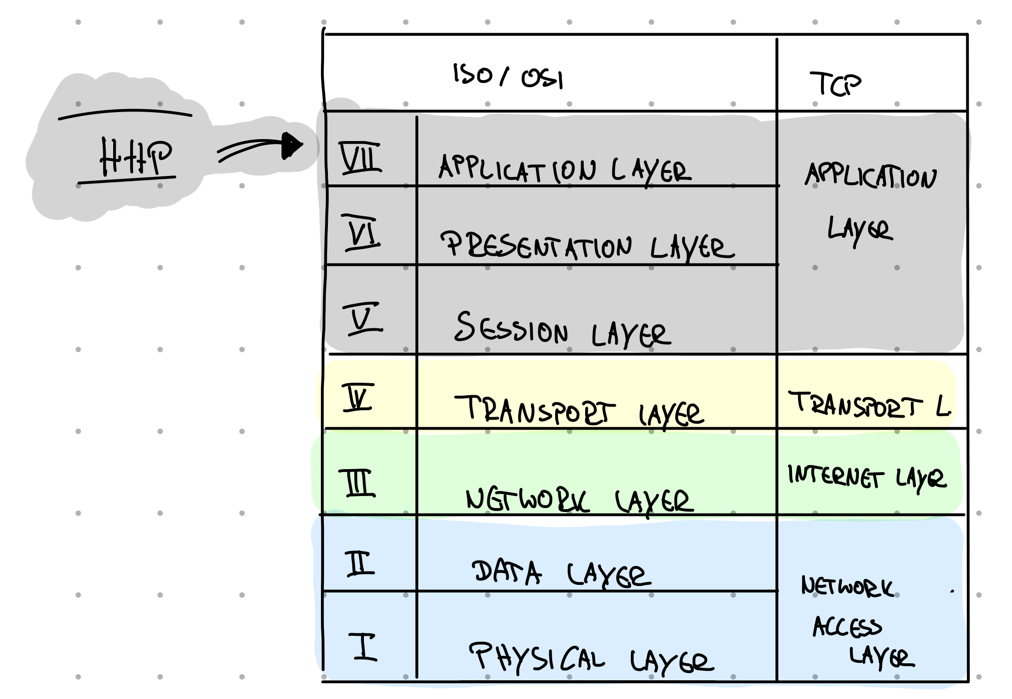 ISO / OSI
TCP
HTTP
VII
APPLICATION LAYER
APPLICATION
LAYER
VI
PRESENTATION LAYER
V
SESSION LAYER
IV
TRANSPORT LAYER
TRANSPORT L.
III
NETWORK LAYER
INTERNET LAYER
II
DATA LAYER
NETWORK
ACCESS
LAYER
I
PHYSICAL LAYER